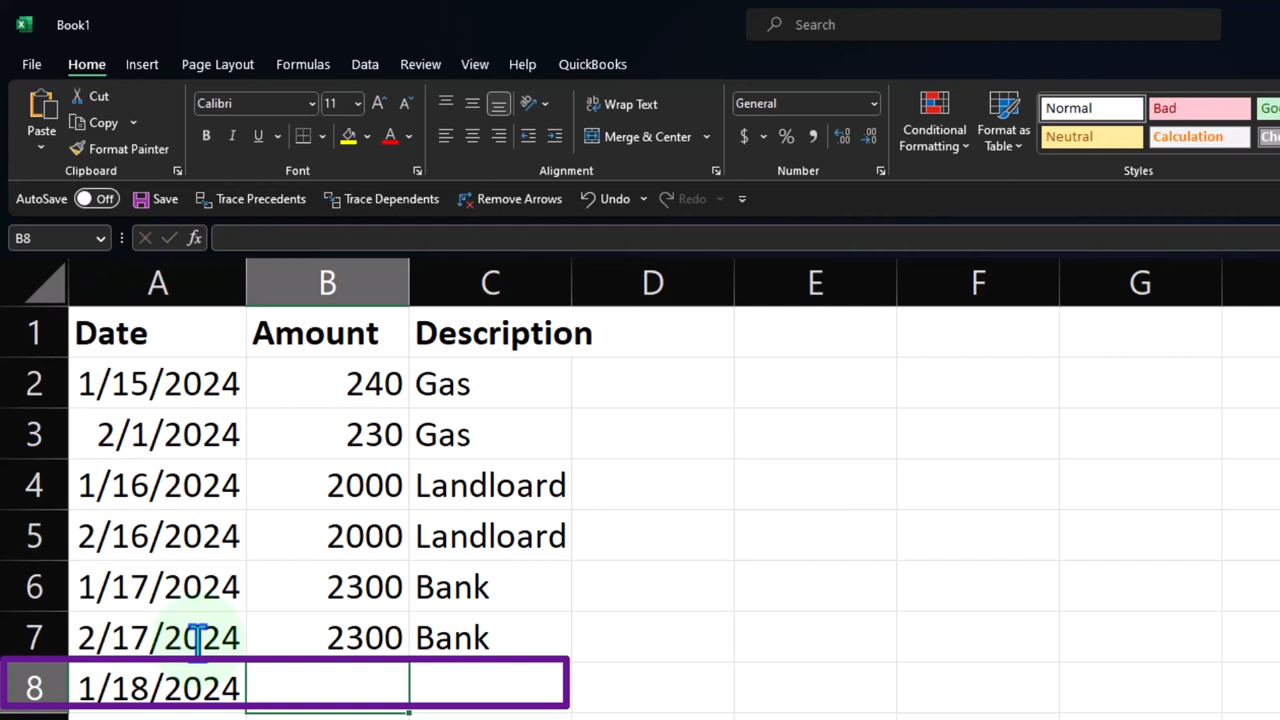 Book1
Search
File Home Insert Page Layout Formulas Data Review View Help QuickBooks
Paste Cut Copy Format Painter
Calibri 11 A A
B I U A
ab Wrap Text
Merge & Center
General
$ % ,
Conditional Formatting
Format as Table
Normal Bad
Neutral Calculation
Clipboard Font Alignment Number Styles
AutoSave Off Save Trace Precedents Trace Dependents Remove Arrows Undo Redo
B8 fx
A B C D E F G
1 Date Amount Description
2 1/15/2024 240 Gas
3 2/1/2024 230 Gas
4 1/16/2024 2000 Landloard
5 2/16/2024 2000 Landloard
6 1/17/2024 2300 Bank
7 2/17/2024 2300 Bank
8 1/18/2024